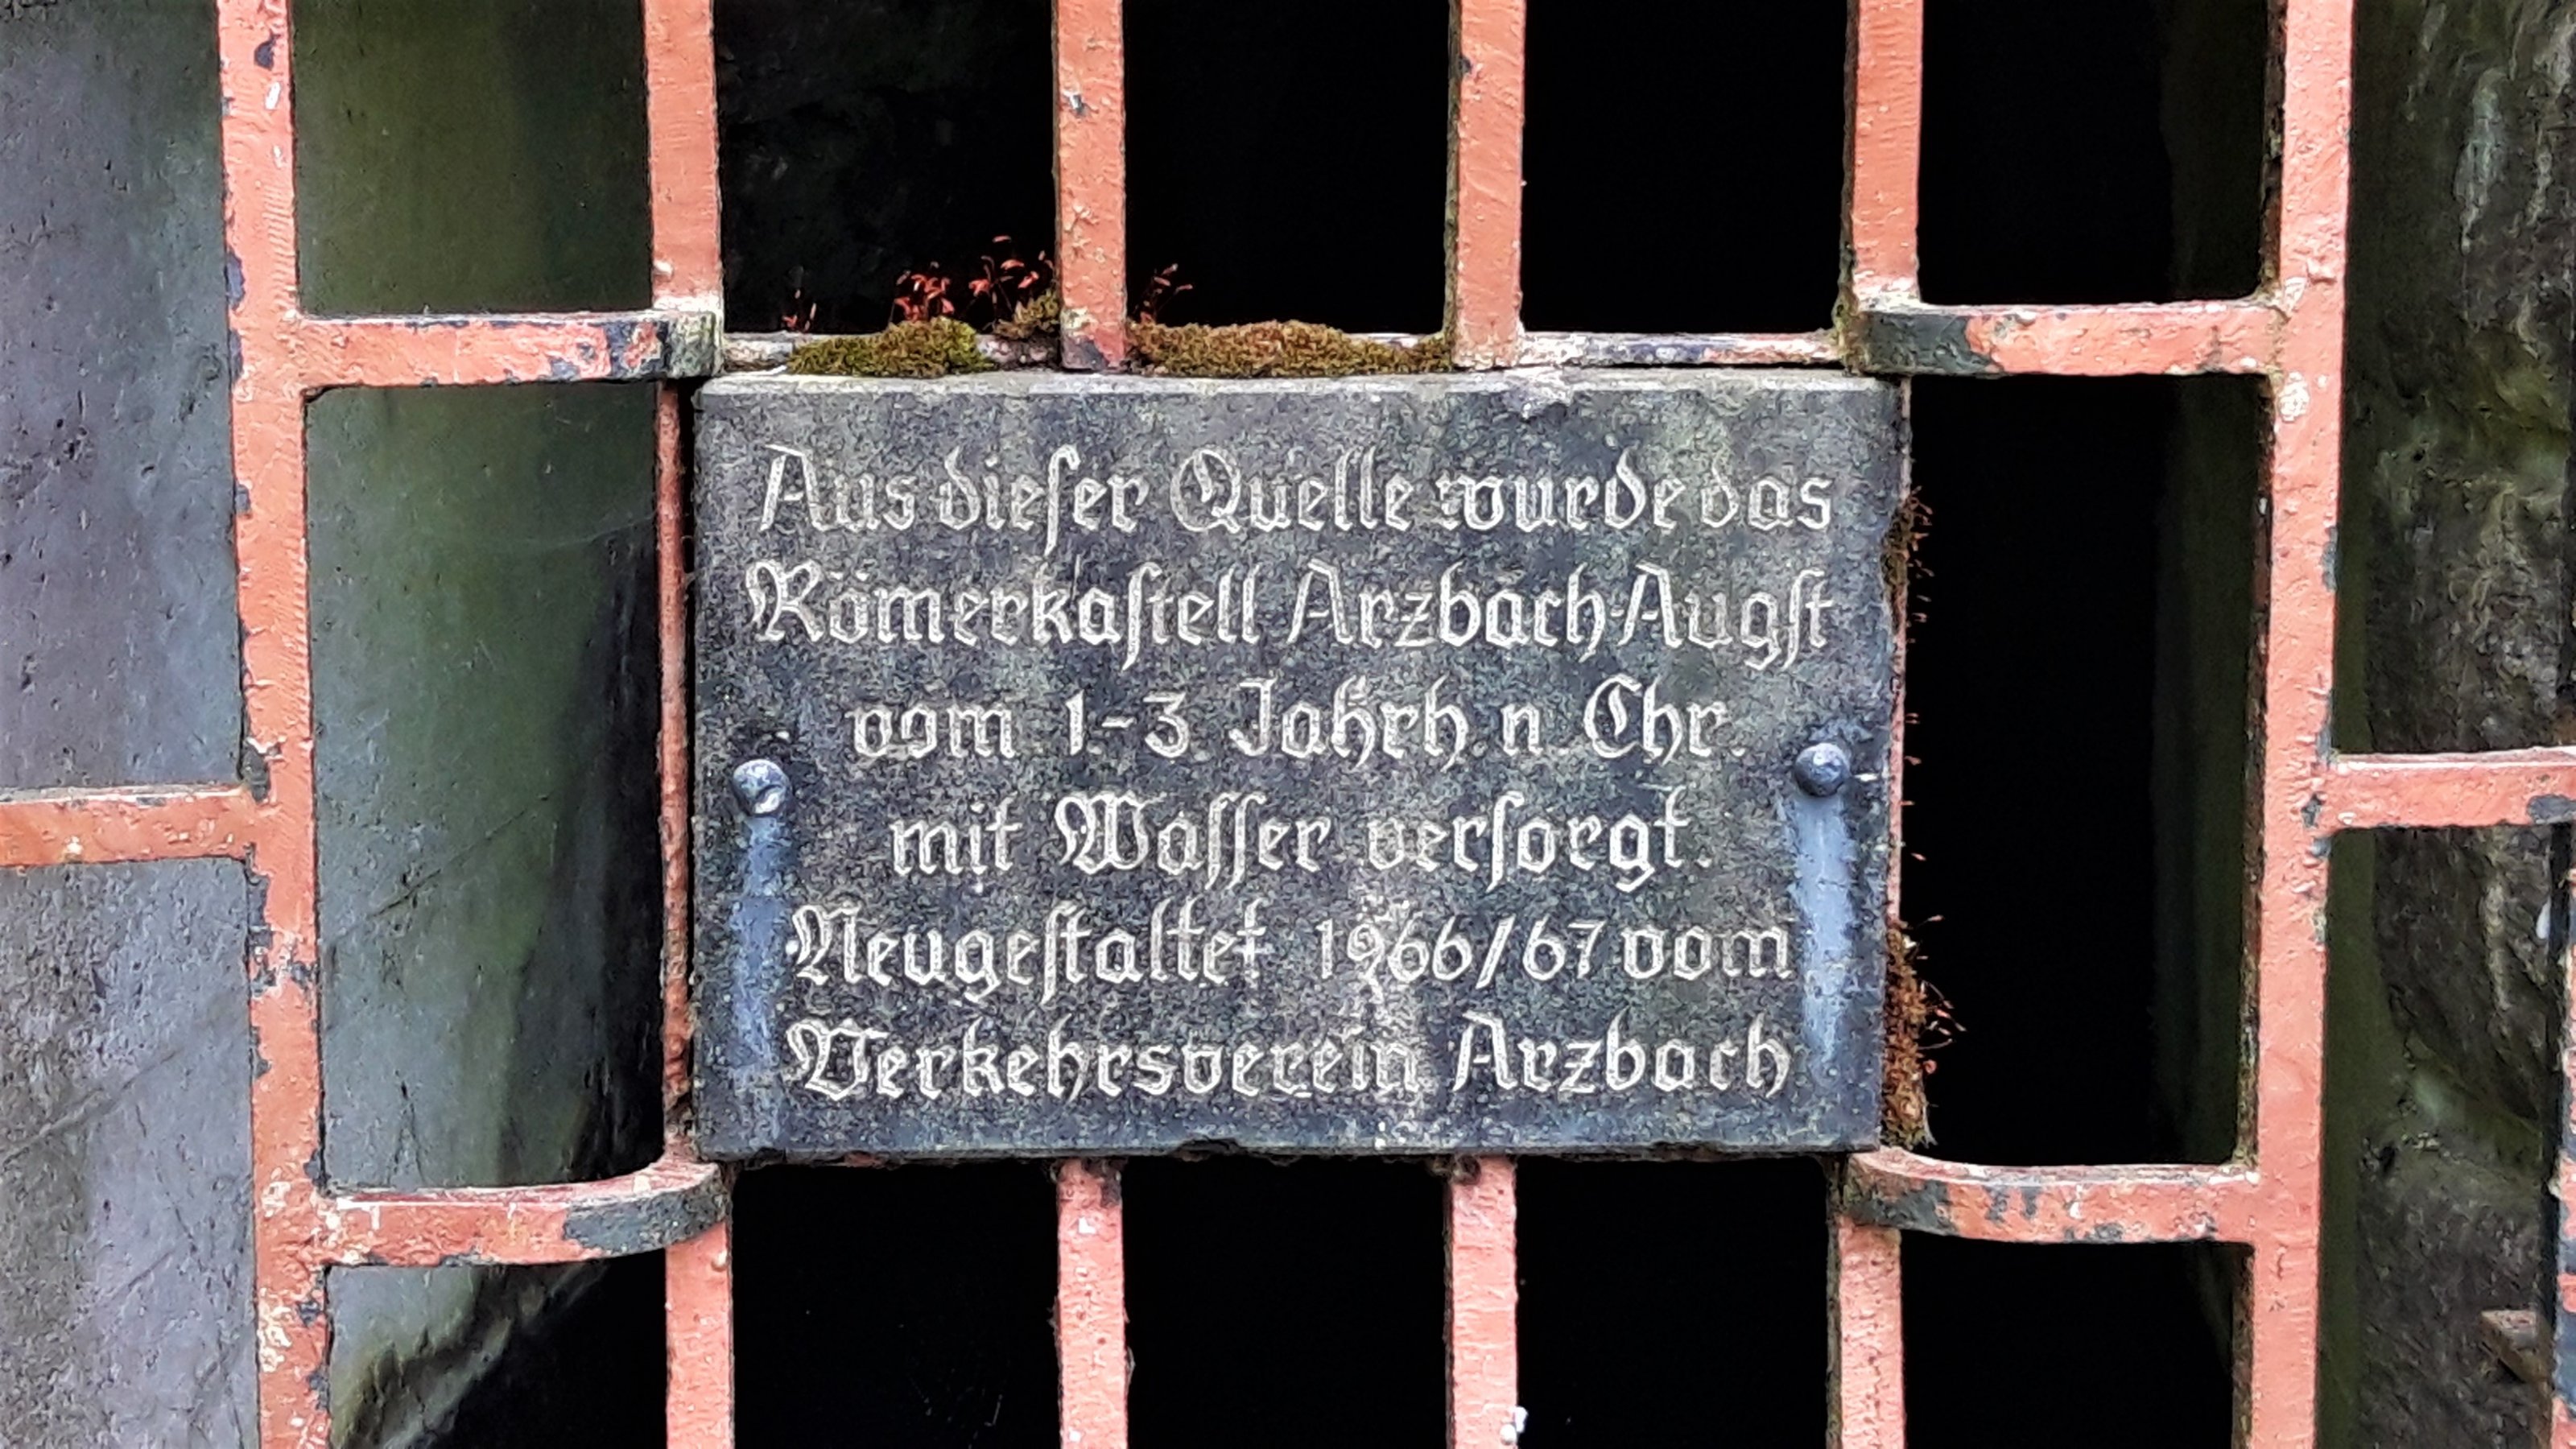 Aus dieſer Quelle wurde das
Römerkaſtell Arzbach-Augſt
vom 1.-3. Jahrh. n. Chr.
mit Waſſer verſorgt.
Neugeſtaltet 1966/67 vom
Verkehrsverein Arzbach